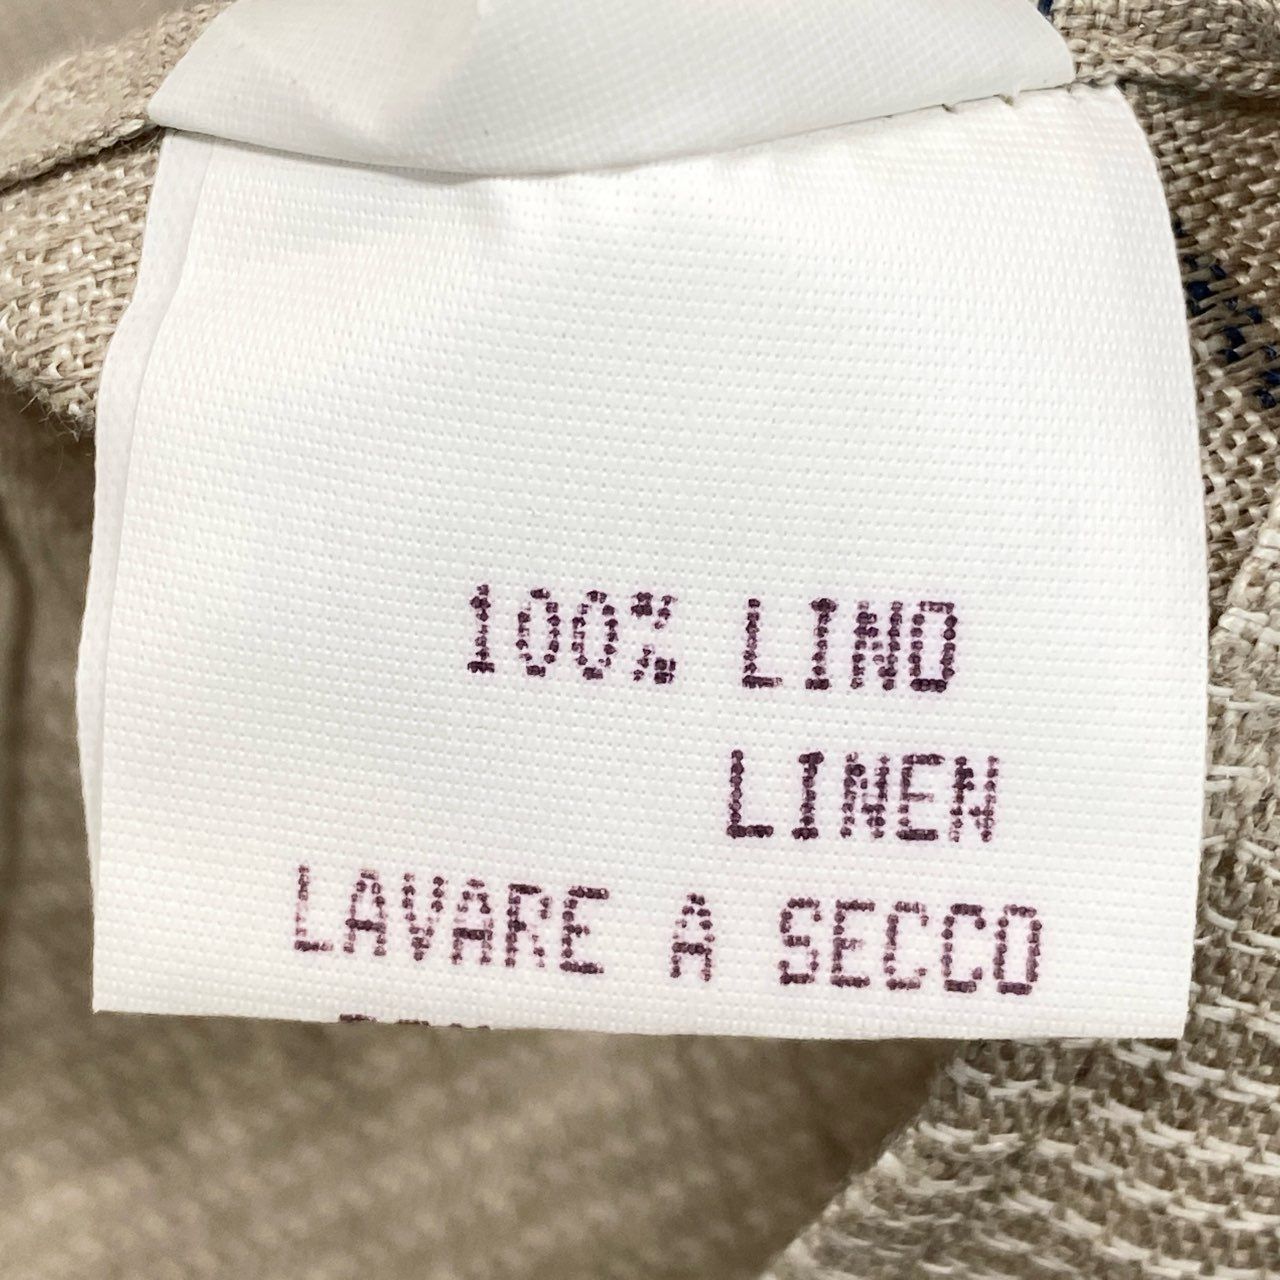 100% LINO
LINEN
LAVARE A SECCO